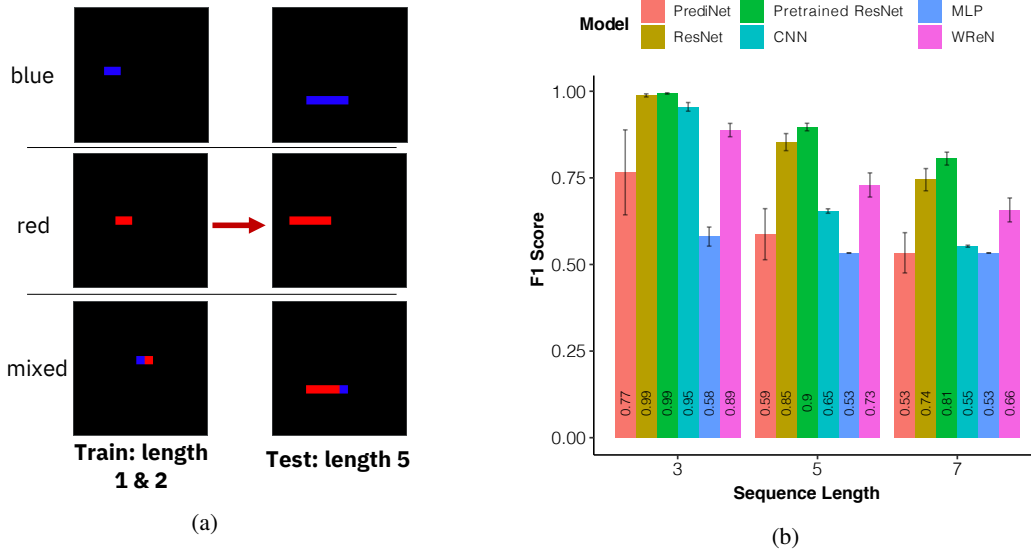 blue
red
mixed
Train: length
1 & 2
Test: length 5
(a)
Model
PrediNet
Pretrained ResNet
MLP
ResNet
CNN
WReN
F1 Score
1.00
0.75
0.50
0.25
0.00
0.77
0.99
0.99
0.95
0.58
0.89
0.59
0.85
0.9
0.65
0.53
0.73
0.53
0.74
0.81
0.55
0.53
0.66
3
5
7
Sequence Length
(b)